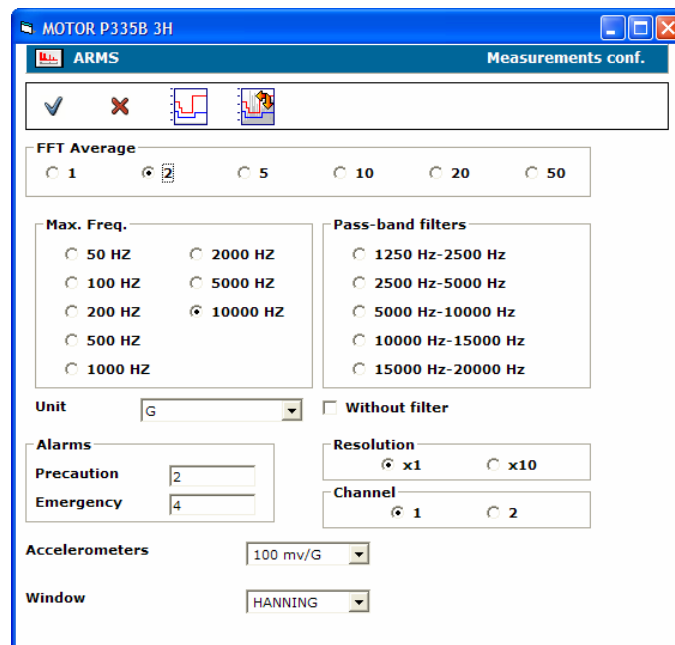 MOTOR P335B 3H
ARMS Measurements conf.
FFT Average
1 2 5 10 20 50
Max. Freq.
50 HZ 2000 HZ
100 HZ 5000 HZ
200 HZ 10000 HZ
500 HZ
1000 HZ
Pass-band filters
1250 Hz-2500 Hz
2500 Hz-5000 Hz
5000 Hz-10000 Hz
10000 Hz-15000 Hz
15000 Hz-20000 Hz
Unit G
Without filter
Alarms
Precaution 2
Emergency 4
Resolution
x1 x10
Channel
1 2
Accelerometers 100 mv/G
Window HANNING